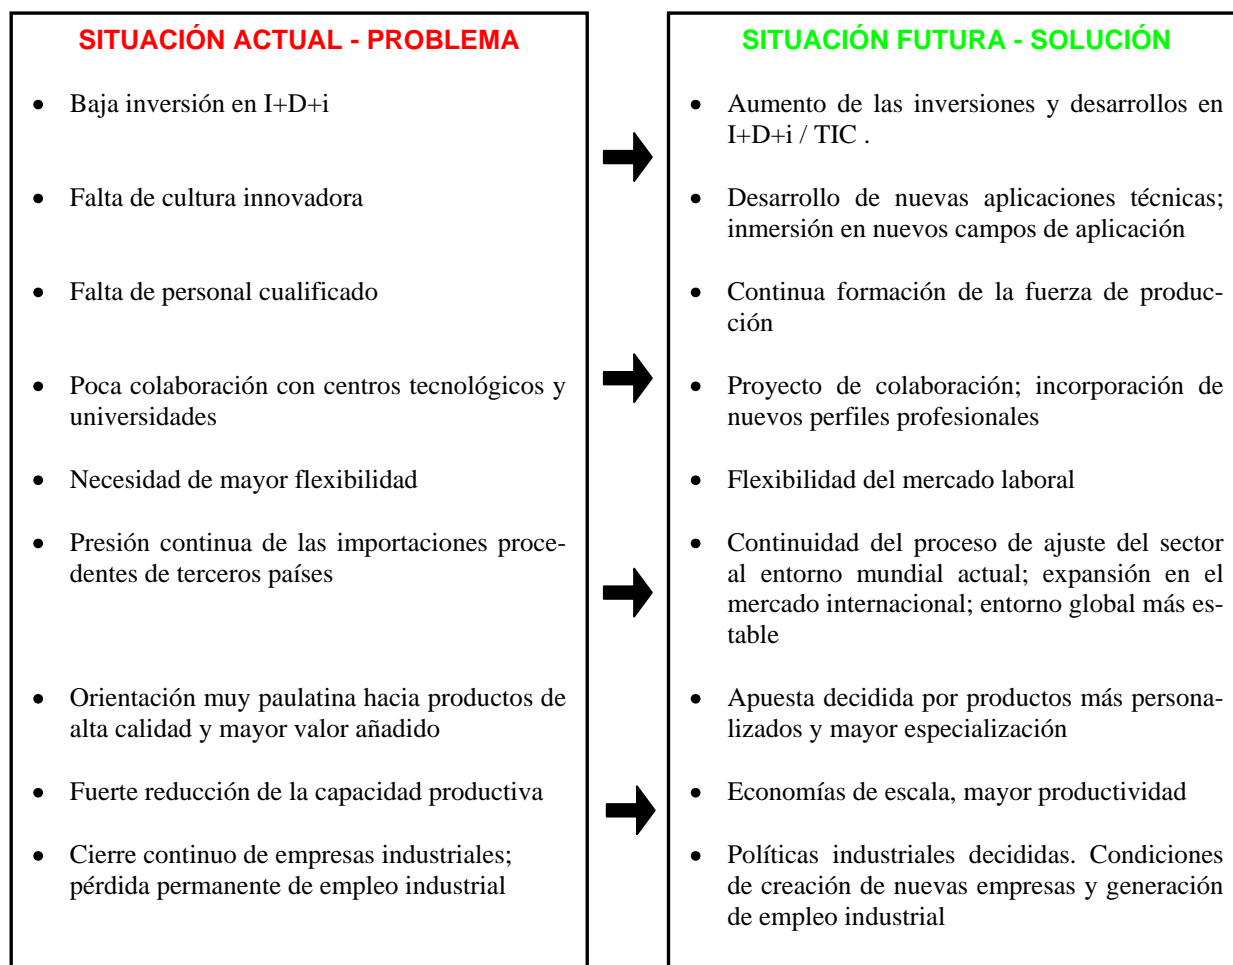 SITUACIÓN ACTUAL - PROBLEMA
• Baja inversión en I+D+i
• Falta de cultura innovadora
• Falta de personal cualificado
• Poca colaboración con centros tecnológicos y
universidades
• Necesidad de mayor flexibilidad
• Presión continua de las importaciones proce-
dentes de terceros países
• Orientación muy paulatina hacia productos de
alta calidad y mayor valor añadido
• Fuerte reducción de la capacidad productiva
• Cierre continuo de empresas industriales;
pérdida permanente de empleo industrial
SITUACIÓN FUTURA - SOLUCIÓN
• Aumento de las inversiones y desarrollos en
I+D+i / TIC .
• Desarrollo de nuevas aplicaciones técnicas;
inmersión en nuevos campos de aplicación
• Continua formación de la fuerza de produc-
ción
• Proyecto de colaboración; incorporación de
nuevos perfiles profesionales
• Flexibilidad del mercado laboral
• Continuidad del proceso de ajuste del sector
al entorno mundial actual; expansión en el
mercado internacional; entorno global más es-
table
• Apuesta decidida por productos más persona-
lizados y mayor especialización
• Economías de escala, mayor productividad
• Políticas industriales decididas. Condiciones
de creación de nuevas empresas y generación
de empleo industrial